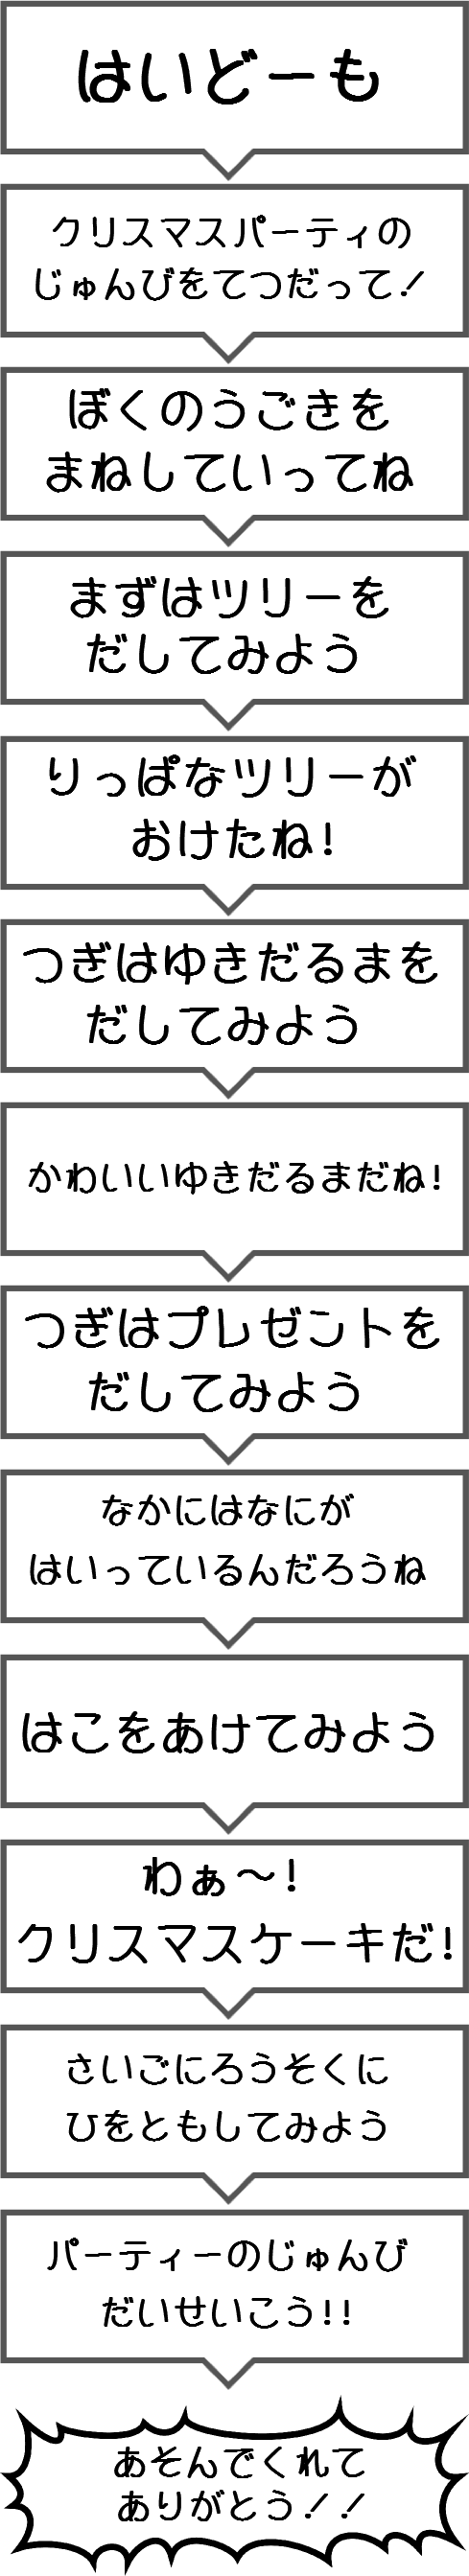 はいどーも
クリスマスパーティの
じゅんびをてつだって！
ぼくのうごきを
まねしていってね
まずはツリーを
だしてみよう
りっぱなツリーが
おけたね!
つぎはゆきだるまを
だしてみよう
かわいいゆきだるまだね!
つぎはプレゼントを
だしてみよう
なかにはなにが
はいっているんだろうね
はこをあけてみよう
わぁ〜!
クリスマスケーキだ!
さいごにろうそくに
ひをともしてみよう
パーティーのじゅんび
だいせいこう!!
あそんでくれて
ありがとう！！